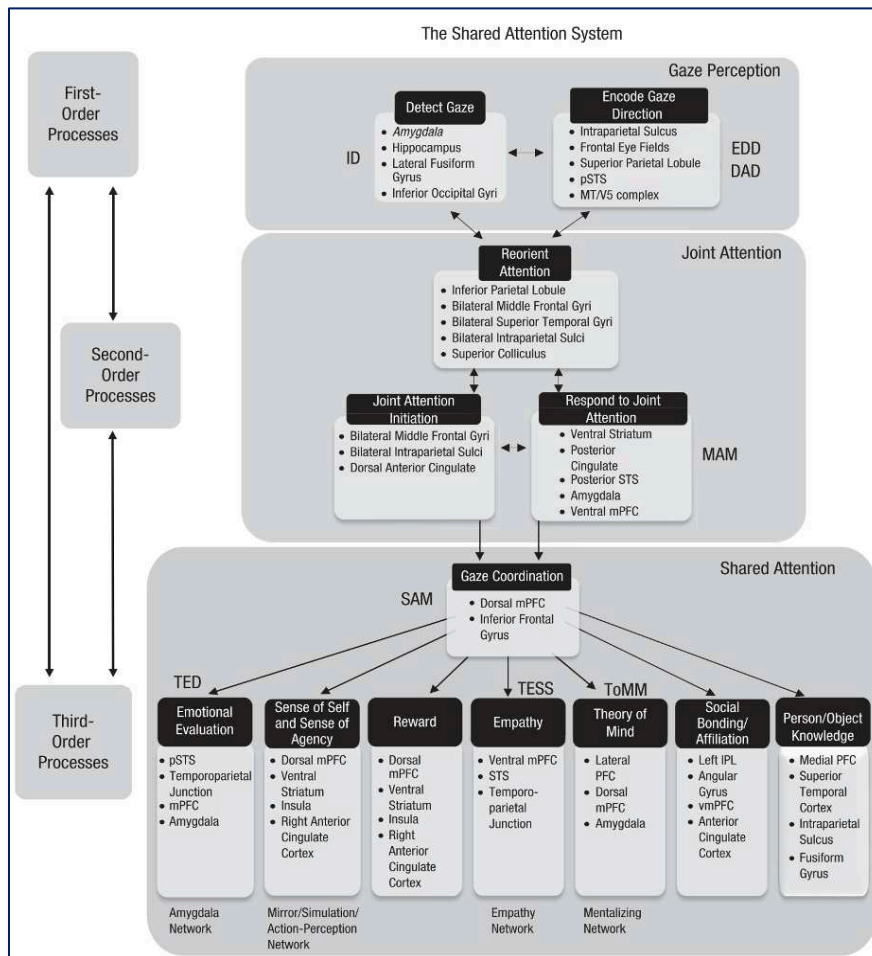 The Shared Attention System
First-
Order
Processes
Gaze Perception
Detect Gaze
• Amygdala
• Hippocampus
• Lateral Fusiform
Gyrus
• Inferior Occipital Gyri
ID
Encode Gaze
Direction
• Intraparietal Sulcus
• Frontal Eye Fields
• Superior Parietal Lobule
• pSTS
• MT/V5 complex
EDD
DAD
Second-
Order
Processes
Joint Attention
Reorient
Attention
• Inferior Parietal Lobule
• Bilateral Middle Frontal Gyri
• Bilateral Superior Temporal Gyri
• Bilateral Intraparietal Sulci
• Superior Colliculus
Joint Attention
Initiation
• Bilateral Middle Frontal Gyri
• Bilateral Intraparietal Sulci
• Dorsal Anterior Cingulate
Respond to Joint
Attention
• Ventral Striatum
• Posterior
Cingulate
• Posterior STS
• Amygdala
• Ventral mPFC
MAM
Third-
Order
Processes
Shared Attention
SAM
Gaze Coordination
• Dorsal mPFC
• Inferior Frontal
Gyrus
TED
Emotional
Evaluation
• pSTS
• Temporoparietal
Junction
• mPFC
• Amygdala
Amygdala
Network
Sense of Self
and Sense of
Agency
• Dorsal mPFC
• Ventral
Striatum
• Insula
• Right Anterior
Cingulate
Cortex
Mirror/Simulation/
Action-Perception
Network
Reward
• Dorsal
mPFC
• Ventral
Striatum
• Insula
• Right
Anterior
Cingulate
Cortex
TESS
Empathy
• Ventral mPFC
• STS
• Temporo-
parietal
Junction
Empathy
Network
ToMM
Theory of
Mind
• Lateral
PFC
• Dorsal
mPFC
• Amygdala
Mentalizing
Network
Social
Bonding/
Affiliation
• Left IPL
• Angular
Gyrus
• vmPFC
• Anterior
Cingulate
Cortex
Person/Object
Knowledge
• Medial PFC
• Superior
Temporal
Cortex
• Intraparietal
Sulcus
• Fusiform
Gyrus